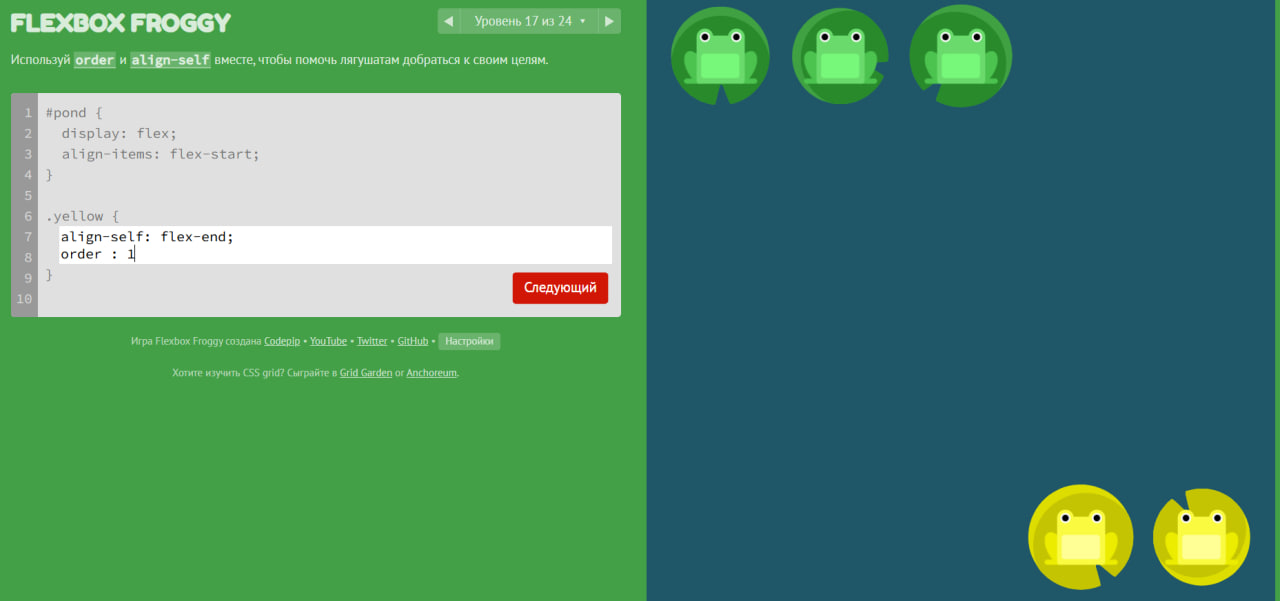 FLEXBOX FROGGY
◀ Уровень 17 из 24 ▼ ▶
Используй order и align-self вместе, чтобы помочь лягушатам добраться к своим целям.
1 #pond {
2 display: flex;
3 align-items: flex-start;
4 }
5
6 .yellow {
7 align-self: flex-end;
8 order : 1
9 }
10
Следующий
Игра Flexbox Froggy создана Codepip • YouTube • Twitter • GitHub • Настройки
Хотите изучить CSS grid? Сыграйте в Grid Garden or Anchoreum.